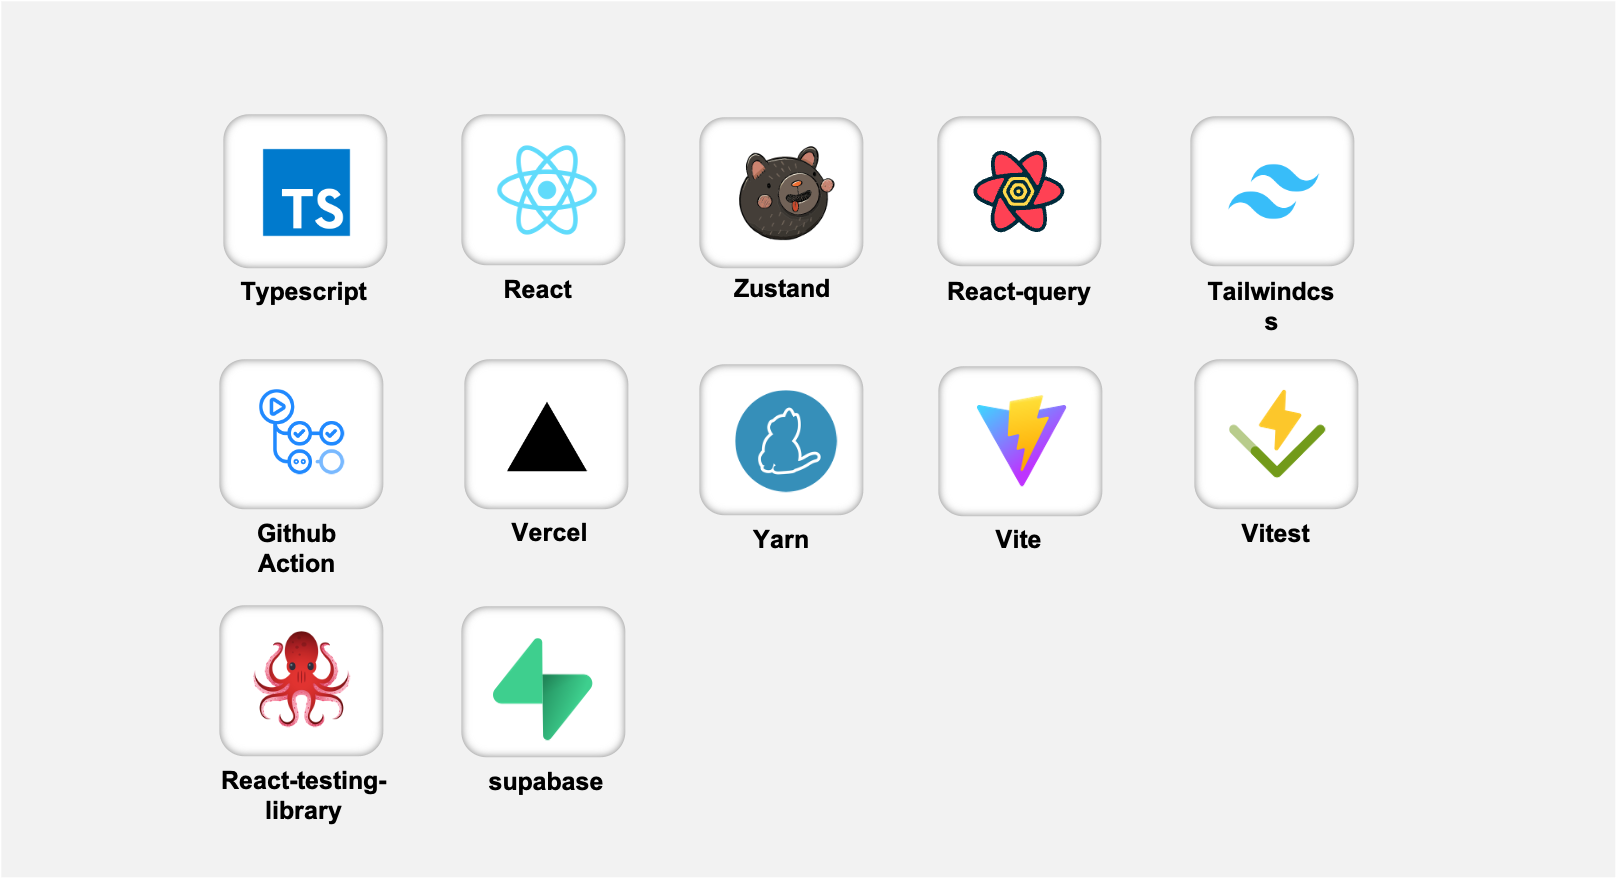 TS
Typescript
React
Zustand
React-query
Tailwindcs
s
Github
Action
Vercel
Yarn
Vite
Vitest
React-testing-
library
supabase